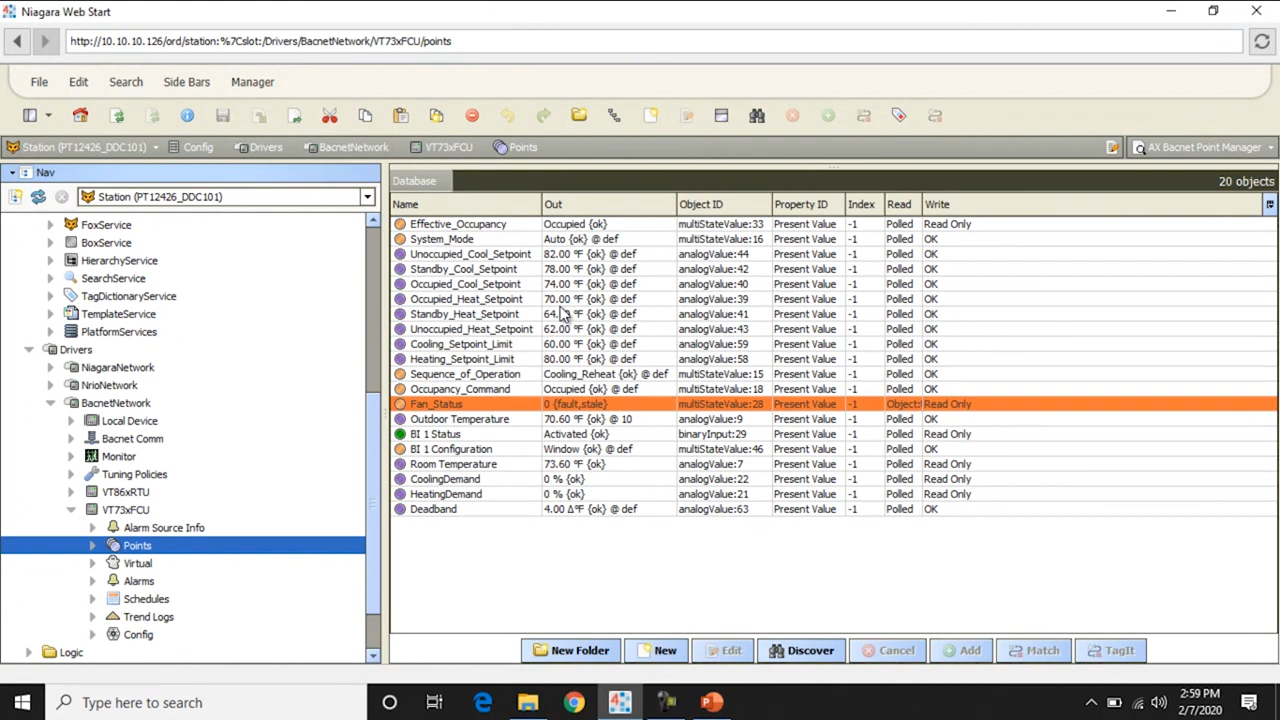 Niagara Web Start
http://10.10.10.126/ord/station:%7Cslot:/Drivers/BacnetNetwork/VT73xFCU/points
File Edit Search Side Bars Manager
Station (PT12426_DDC101) Config Drivers BacnetNetwork VT73xFCU Points AX Bacnet Point Manager
Nav
Station (PT12426_DDC101)
FoxService
BoxService
HierarchyService
SearchService
TagDictionaryService
TemplateService
PlatformServices
Drivers
NiagaraNetwork
NrioNetwork
BacnetNetwork
Local Device
Bacnet Comm
Monitor
Tuning Policies
VT86xRTU
VT73xFCU
Alarm Source Info
Points
Virtual
Alarms
Schedules
Trend Logs
Config
Logic
Database 20 objects
Name Out Object ID Property ID Index Read Write
Effective_Occupancy Occupied {ok} multiStateValue:33 Present Value -1 Polled Read Only
System_Mode Auto {ok} @ def multiStateValue:16 Present Value -1 Polled OK
Unoccupied_Cool_Setpoint 82.00 °F {ok} @ def analogValue:44 Present Value -1 Polled OK
Standby_Cool_Setpoint 78.00 °F {ok} @ def analogValue:42 Present Value -1 Polled OK
Occupied_Cool_Setpoint 74.00 °F {ok} @ def analogValue:40 Present Value -1 Polled OK
Occupied_Heat_Setpoint 70.00 °F {ok} @ def analogValue:39 Present Value -1 Polled OK
Standby_Heat_Setpoint °F {ok} @ def analogValue:41 Present Value -1 Polled OK
Unoccupied_Heat_Setpoint 62.00 °F {ok} @ def analogValue:43 Present Value -1 Polled OK
Cooling_Setpoint_Limit 60.00 °F {ok} @ def analogValue:59 Present Value -1 Polled OK
Heating_Setpoint_Limit 80.00 °F {ok} @ def analogValue:58 Present Value -1 Polled OK
Sequence_of_Operation Cooling_Reheat {ok} @ def multiStateValue:15 Present Value -1 Polled OK
Occupancy_Command Occupied {ok} @ def multiStateValue:18 Present Value -1 Polled OK
Fan_Status 0 {fault,stale} multiStateValue:28 Present Value -1 Object: Read Only
Outdoor Temperature 70.60 °F {ok} @ 10 analogValue:9 Present Value -1 Polled OK
BI 1 Status Activated {ok} binaryInput:29 Present Value -1 Polled Read Only
BI 1 Configuration Window {ok} @ def multiStateValue:46 Present Value -1 Polled OK
Room Temperature 73.60 °F {ok} analogValue:7 Present Value -1 Polled Read Only
CoolingDemand 0 % {ok} analogValue:22 Present Value -1 Polled Read Only
HeatingDemand 0 % {ok} analogValue:21 Present Value -1 Polled Read Only
Deadband 4.00 Δ°F {ok} @ def analogValue:63 Present Value -1 Polled OK
New Folder New Edit Discover Cancel Add Match TagIt
Type here to search
2:59 PM
2/7/2020